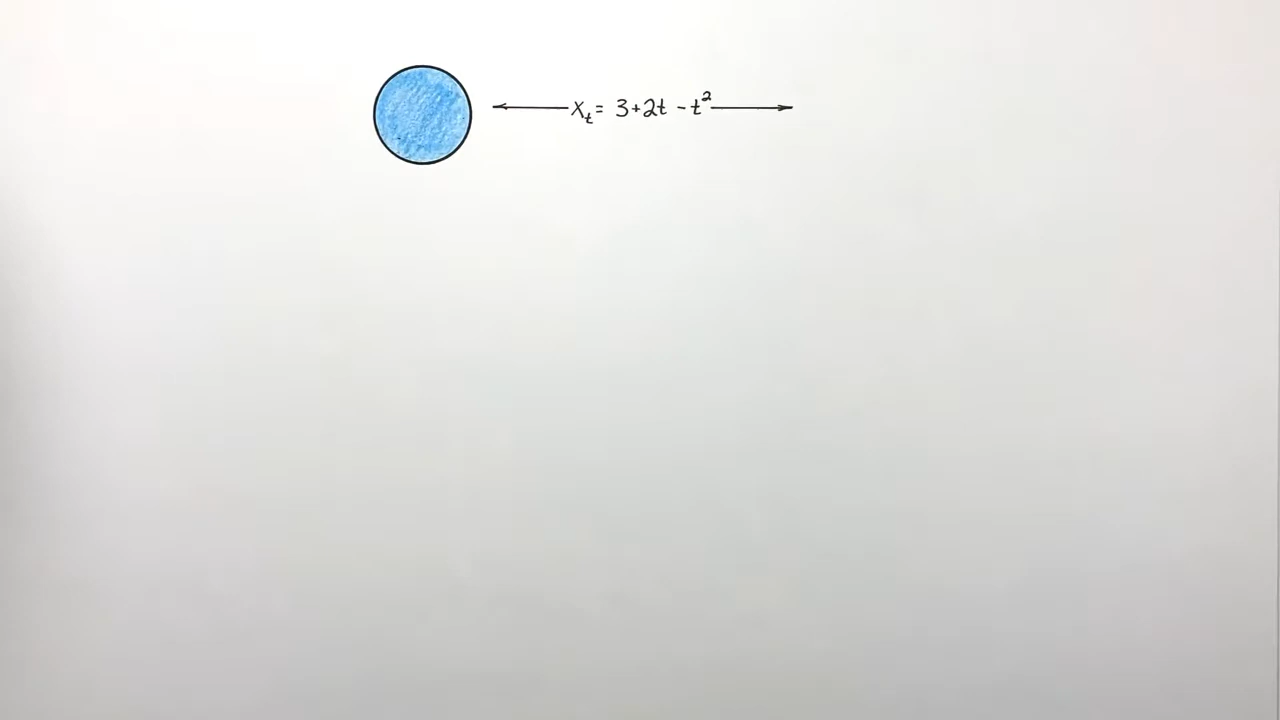 xₜ = 3+2t -t²